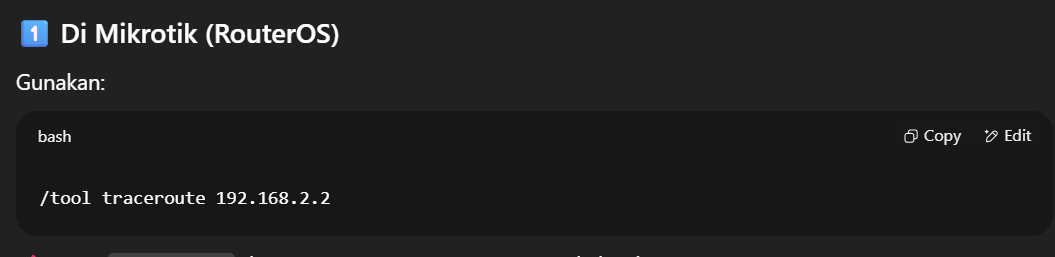 1 Di Mikrotik (RouterOS)
Gunakan:
bash Copy Edit
/tool traceroute 192.168.2.2